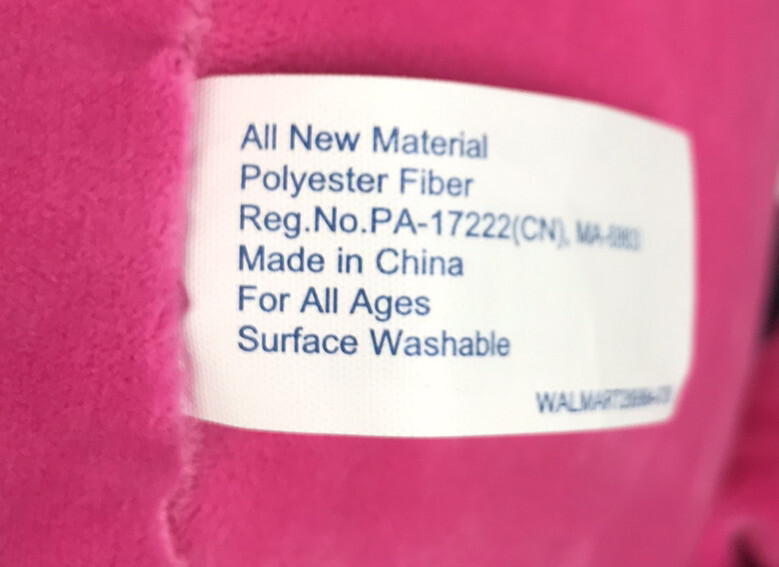 All New Material
Polyester Fiber
Reg.No.PA-17222(CN),
Made in China
For All Ages
Surface Washable